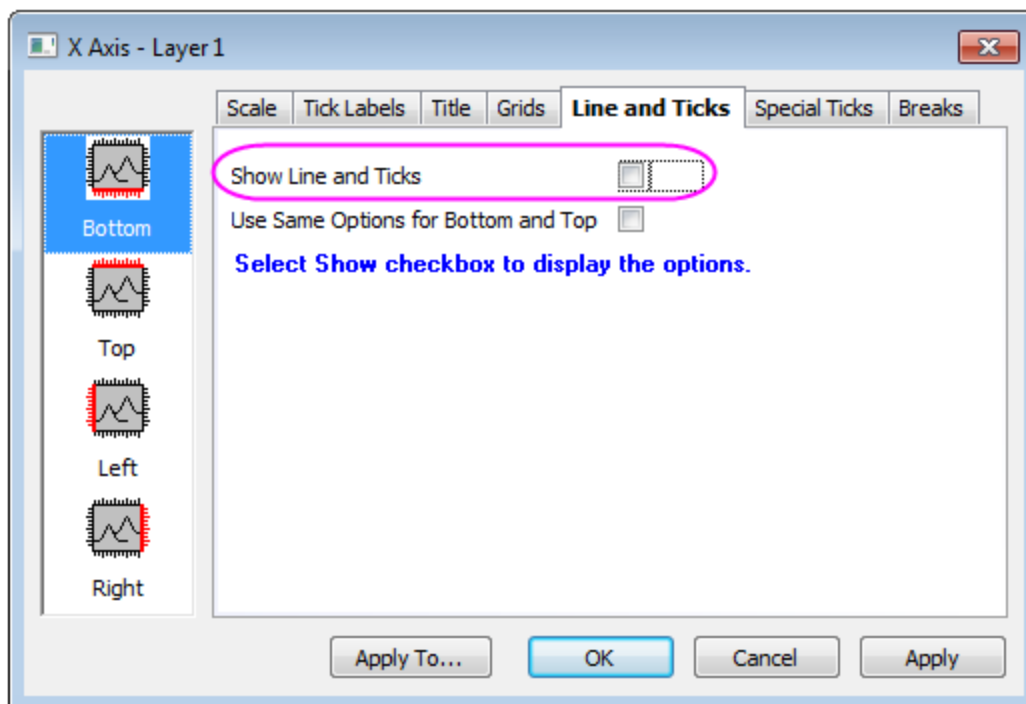 X Axis - Layer 1
Scale Tick Labels Title Grids Line and Ticks Special Ticks Breaks
Bottom
Top
Left
Right
Show Line and Ticks
Use Same Options for Bottom and Top
Select Show checkbox to display the options.
Apply To... OK Cancel Apply